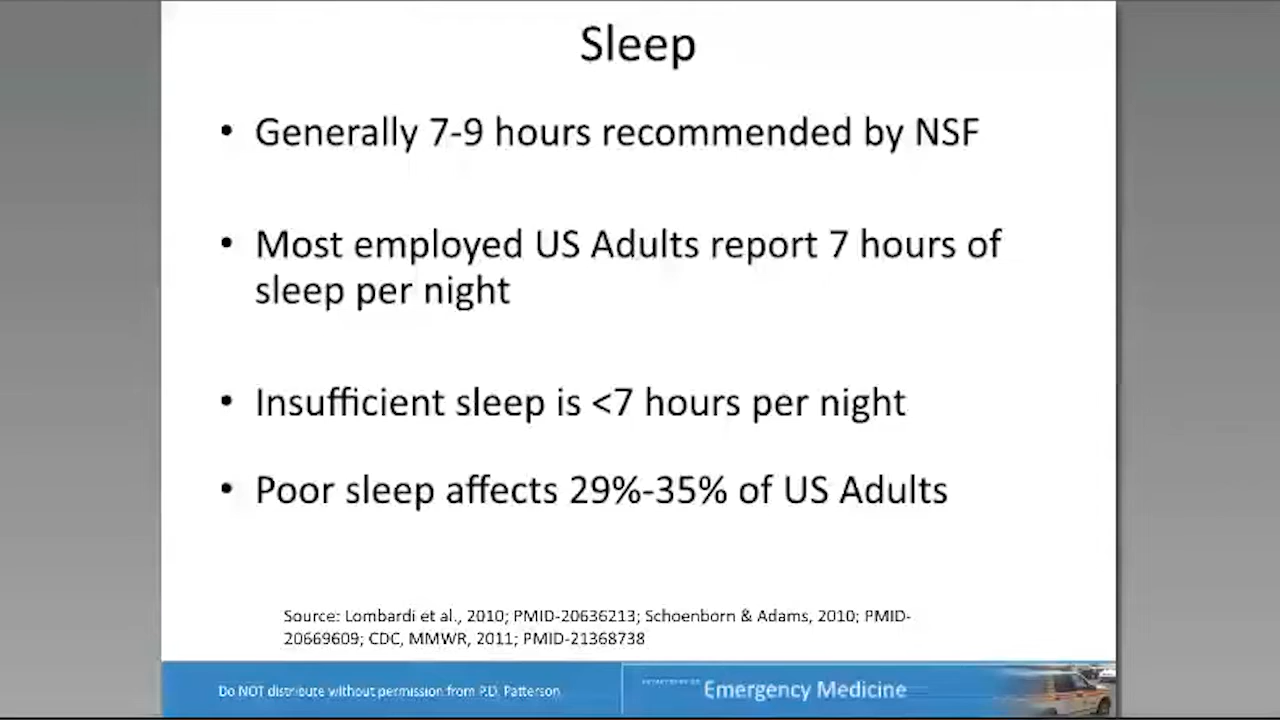 Sleep
• Generally 7-9 hours recommended by NSF
• Most employed US Adults report 7 hours of
sleep per night
• Insufficient sleep is <7 hours per night
• Poor sleep affects 29%-35% of US Adults
Source: Lombardi et al., 2010; PMID-20636213; Schoenborn & Adams, 2010; PMID-
20669609; CDC, MMWR, 2011; PMID-21368738
Do NOT distribute without permission from P.D. Patterson
DEPARTMENT OF
Emergency Medicine